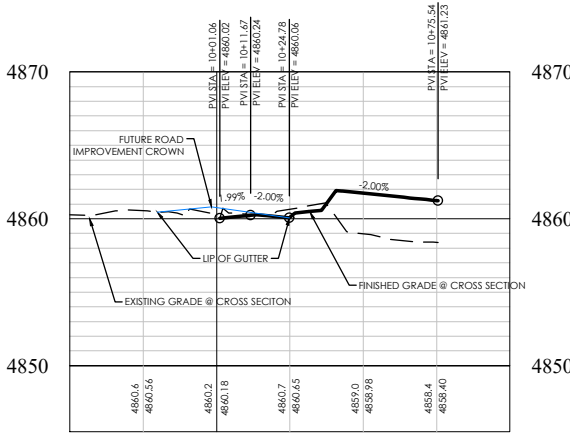 PVI STA = 10+01.06
PVI ELEV = 4860.02
PVI STA = 10+11.67
PVI ELEV = 4860.24
PVI STA = 10+24.78
PVI ELEV = 4860.06
PVI STA = 10+75.54
PVI ELEV = 4861.23
4870
4870
FUTURE ROAD
IMPROVEMENT CROWN
1.99%
-2.00%
-2.00%
4860
4860
LIP OF GUTTER
FINISHED GRADE @ CROSS SECTION
EXISTING GRADE @ CROSS SECITON
4850
4850
4860.6
4860.56
4860.2
4860.18
4860.7
4860.65
4859.0
4858.98
4858.4
4858.40